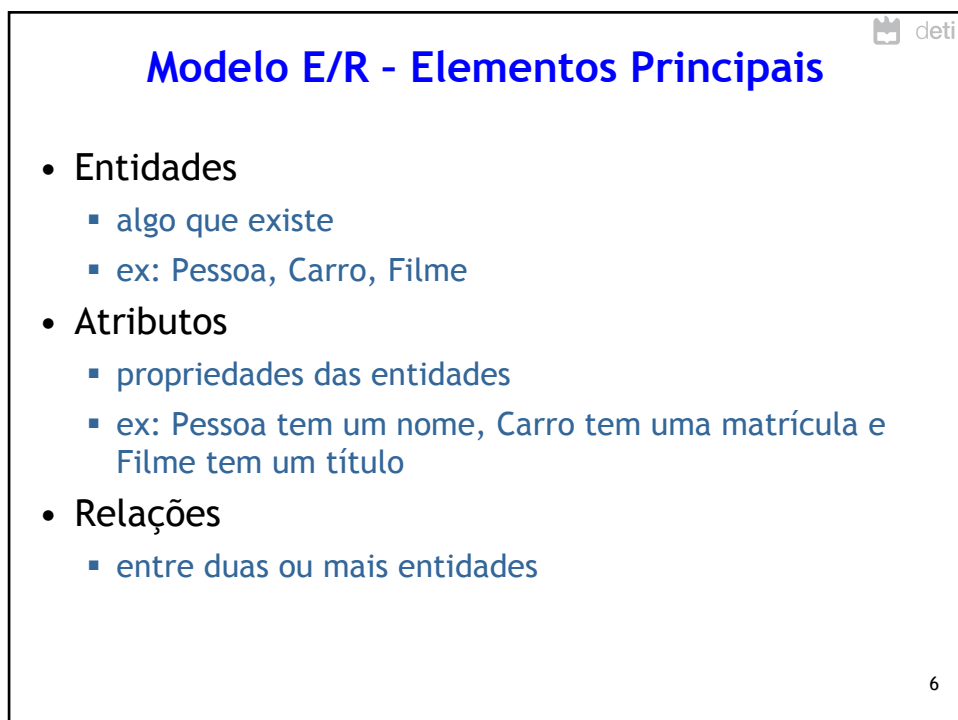 deti
Modelo E/R – Elementos Principais
• Entidades
▪ algo que existe
▪ ex: Pessoa, Carro, Filme
• Atributos
▪ propriedades das entidades
▪ ex: Pessoa tem um nome, Carro tem uma matrícula e
Filme tem um título
• Relações
▪ entre duas ou mais entidades
6